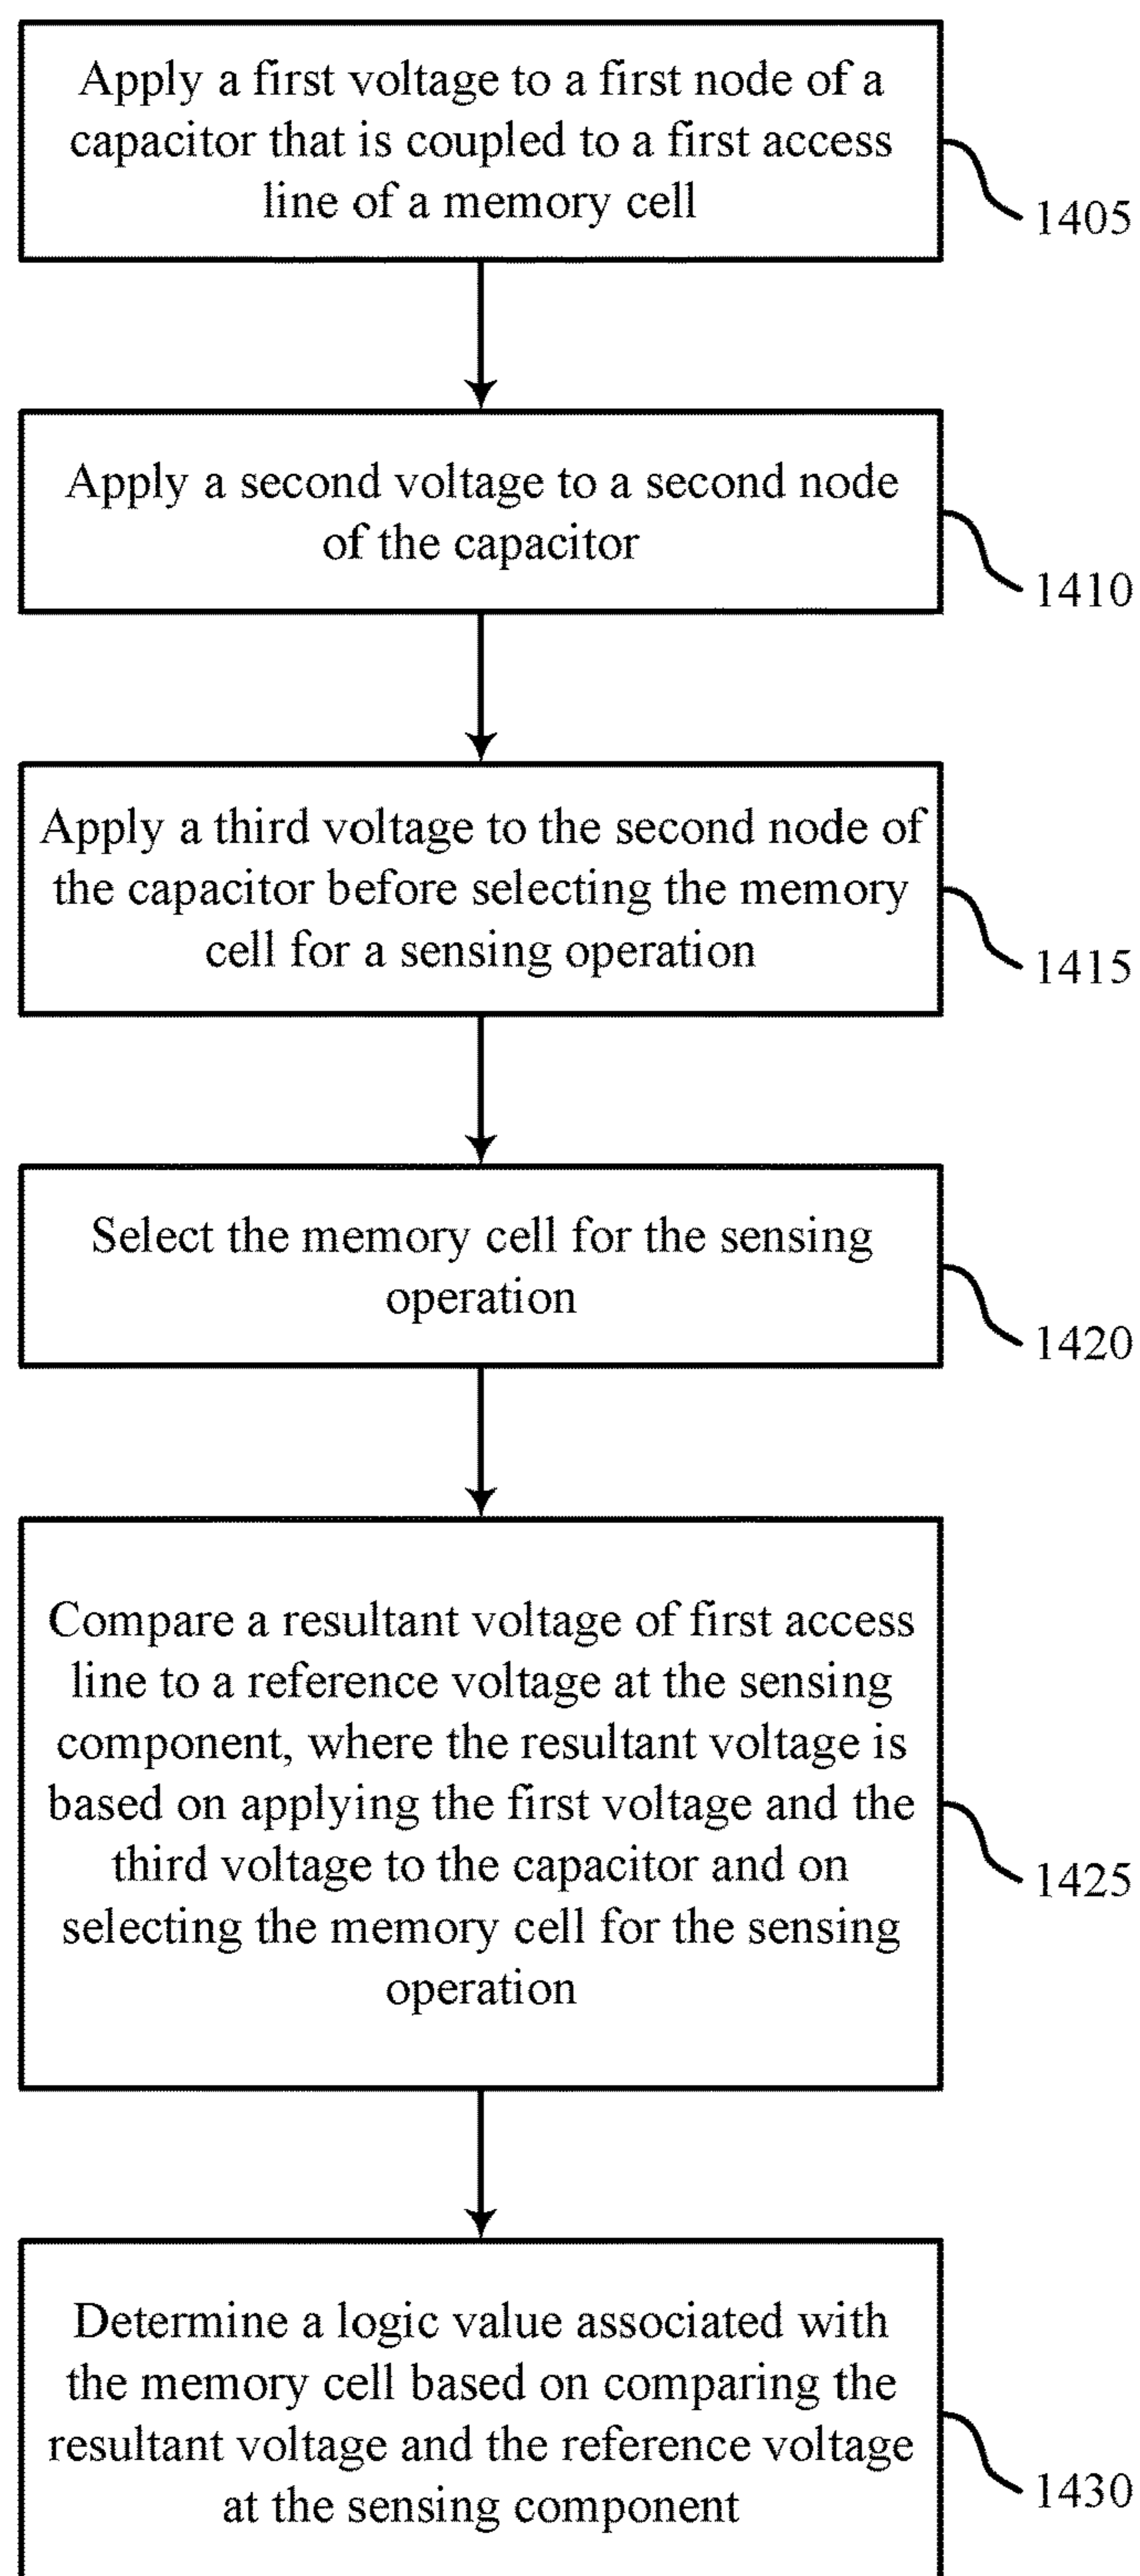 Apply a first voltage to a first node of a
capacitor that is coupled to a first access
line of a memory cell
1405
Apply a second voltage to a second node
of the capacitor
1410
Apply a third voltage to the second node of
the capacitor before selecting the memory
cell for a sensing operation
1415
Select the memory cell for the sensing
operation
1420
Compare a resultant voltage of first access
line to a reference voltage at the sensing
component, where the resultant voltage is
based on applying the first voltage and the
third voltage to the capacitor and on
selecting the memory cell for the sensing
operation
1425
Determine a logic value associated with
the memory cell based on comparing the
resultant voltage and the reference voltage
at the sensing component
1430